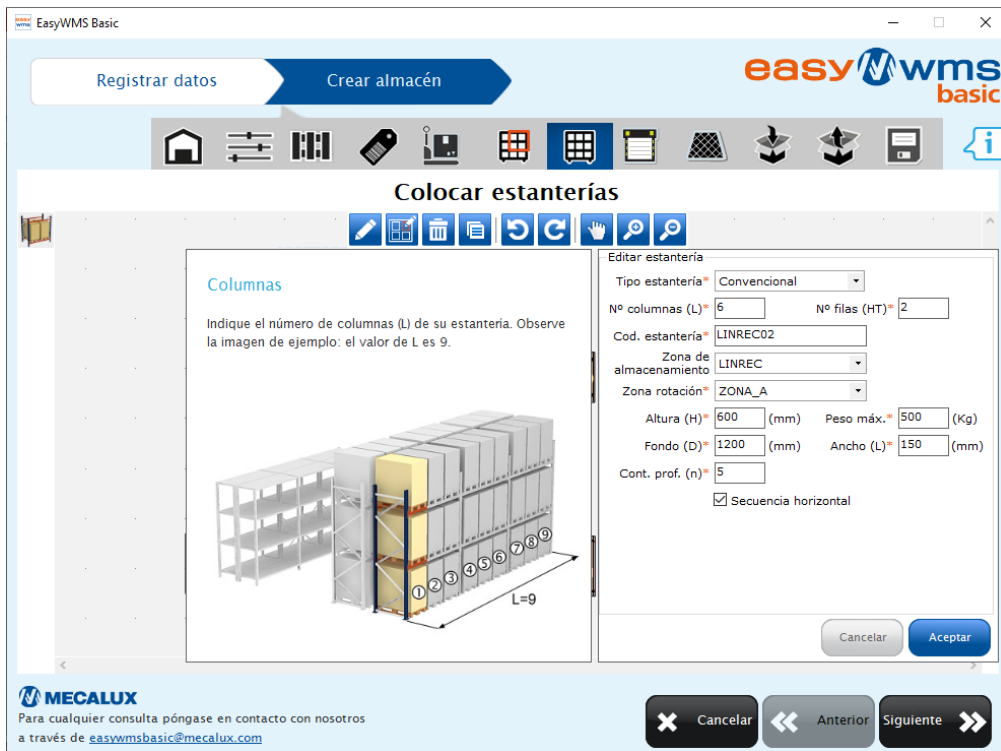 easy wms
EasyWMS Basic
Registrar datos
Crear almacén
easy wms
basic
i
Colocar estanterías
Columnas
Indique el número de columnas (L) de su estantería. Observe
la imagen de ejemplo: el valor de L es 9.
1 2 3 4 5 6 7 8 9
L=9
Editar estantería
Tipo estantería* Convencional
Nº columnas (L)* 6 Nº filas (HT)* 2
Cod. estantería* LINREC02
Zona de
almacenamiento LINREC
Zona rotación* ZONA_A
Altura (H)* 600 (mm) Peso máx.* 500 (Kg)
Fondo (D)* 1200 (mm) Ancho (L)* 150 (mm)
Cont. prof. (n)* 5
Secuencia horizontal
Cancelar Aceptar
MECALUX
Para cualquier consulta póngase en contacto con nosotros
a través de easywmsbasic@mecalux.com
Cancelar Anterior Siguiente